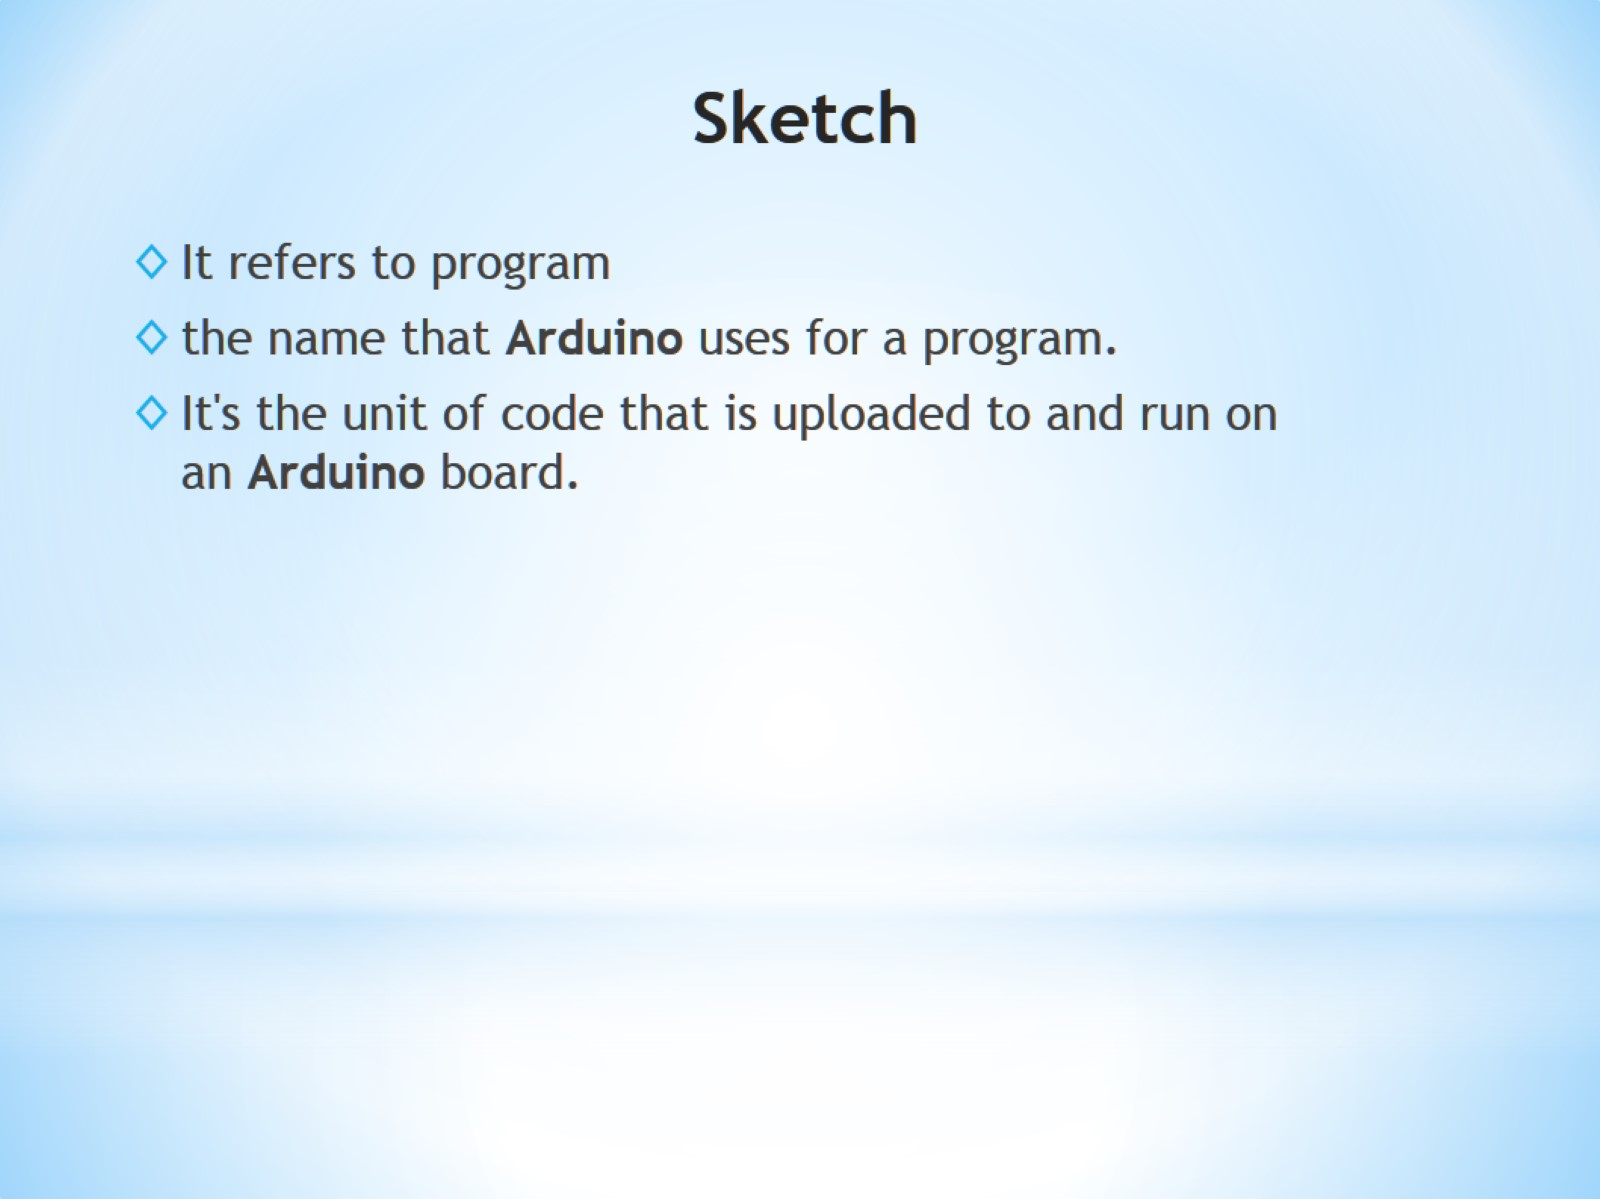 Sketch
It refers to program
the name that Arduino uses for a program.
It's the unit of code that is uploaded to and run on
an Arduino board.